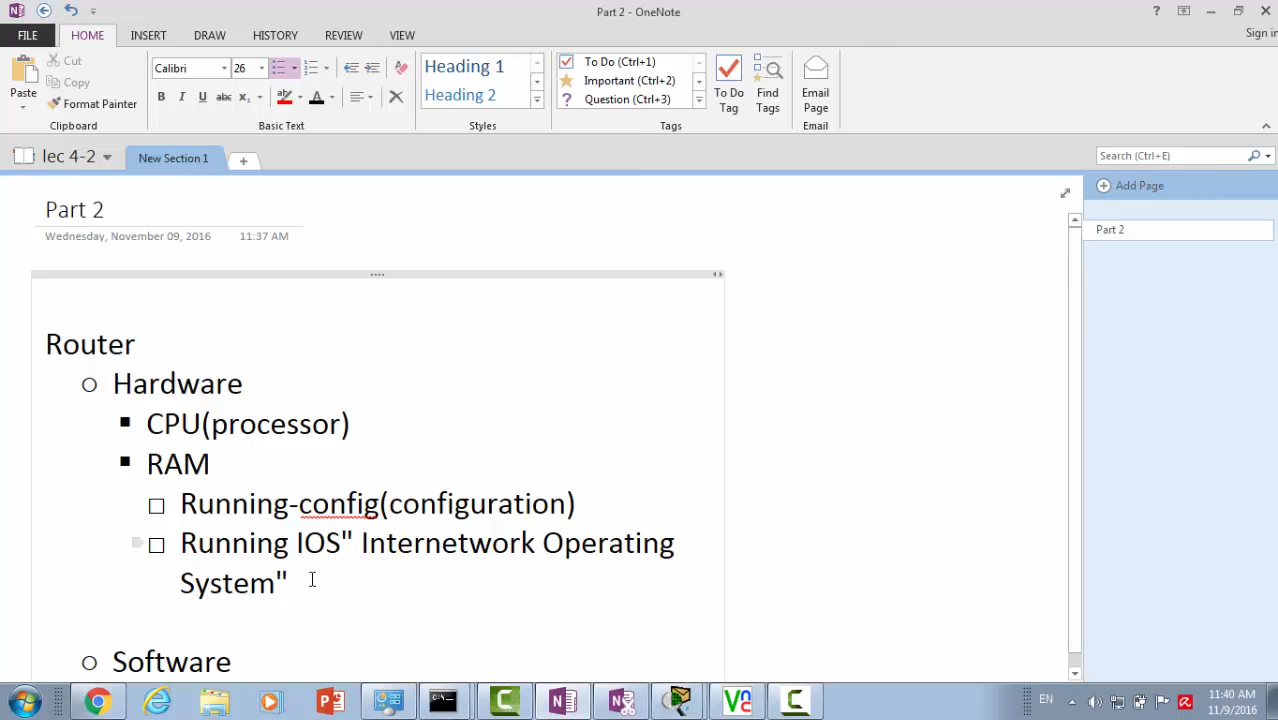 Part 2 - OneNote
?
FILE HOME INSERT DRAW HISTORY REVIEW VIEW
Sign in
Paste
Cut
Copy
Format Painter
Clipboard
Calibri 26
B I U abc X₂ ab A
Basic Text
Heading 1
Heading 2
Styles
To Do (Ctrl+1)
Important (Ctrl+2)
? Question (Ctrl+3)
To Do
Tag
Find
Tags
Tags
Email
Page
Email
lec 4-2 New Section 1 +
Search (Ctrl+E)
Add Page
Part 2
Part 2
Wednesday, November 09, 2016 11:37 AM
Router
Hardware
CPU(processor)
RAM
Running-config(configuration)
Running IOS" Internetwork Operating
System"
Software
EN
11:40 AM
11/9/2016